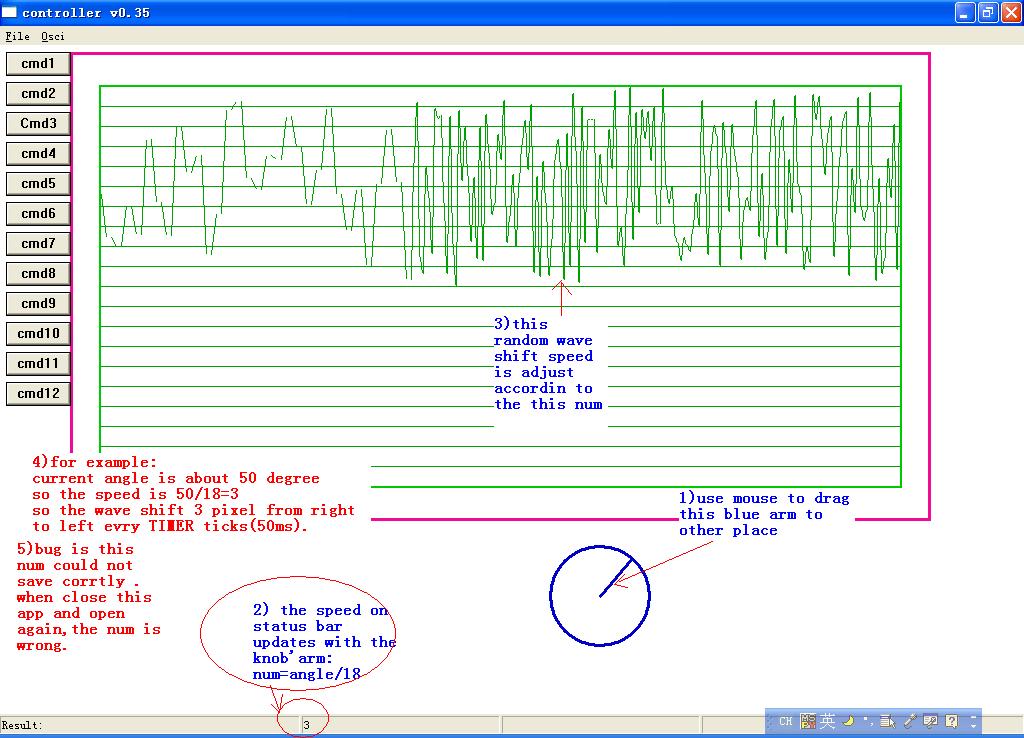 controller v0.35
File Osci
cmd1
cmd2
Cmd3
cmd4
cmd5
cmd6
cmd7
cmd8
cmd9
cmd10
cmd11
cmd12
3)this
random wave
shift speed
is adjust
accordin to
the this num
4)for example:
current angle is about 50 degree
so the speed is 50/18=3
so the wave shift 3 pixel from right
to left evry TIMER ticks(50ms).
1)use mouse to drag
this blue arm to
other place
5)bug is this
num could not
save corrtly .
when close this
app and open
again,the num is
wrong.
2) the speed on
status bar
updates with the
knob'arm:
num=angle/18
Result:
3
CH
英